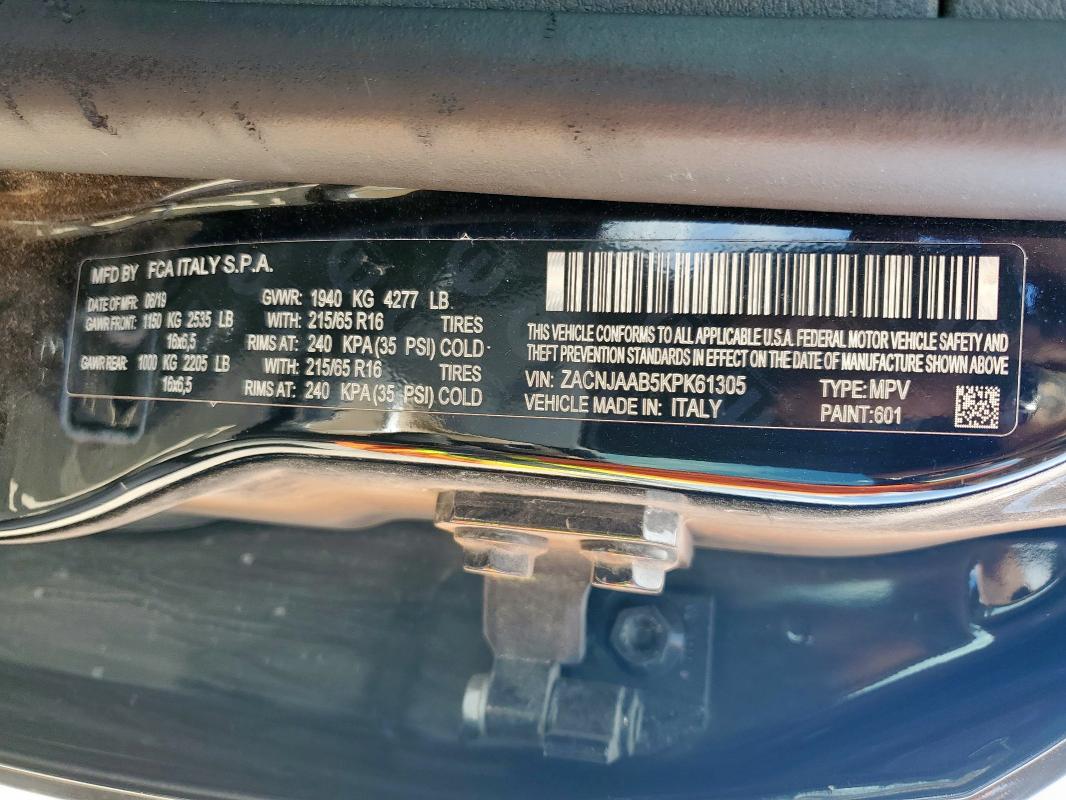 MFD BY FCA ITALY S.P.A.
DATE OF MFR: 08/19 GVWR: 1940 KG 4277 LB
GAWR FRONT: 1150 KG 2535 LB WITH: 215/65 R16 TIRES
16x6,5 RIMS AT: 240 KPA (35 PSI) COLD
GAWR REAR: 1000 KG 2205 LB WITH: 215/65 R16 TIRES
16x6,5 RIMS AT: 240 KPA (35 PSI) COLD
THIS VEHICLE CONFORMS TO ALL APPLICABLE U.S.A. FEDERAL MOTOR VEHICLE SAFETY AND
THEFT PREVENTION STANDARDS IN EFFECT ON THE DATE OF MANUFACTURE SHOWN ABOVE
VIN: ZACNJAAB5KPK61305 TYPE: MPV
VEHICLE MADE IN: ITALY PAINT:601